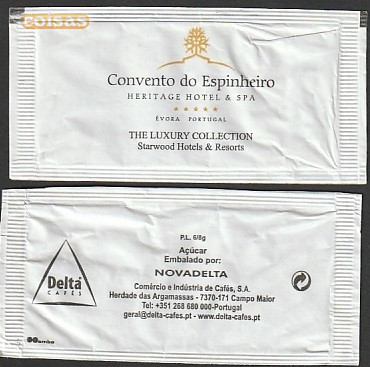 coisas
Convento do Espinheiro
HERITAGE HOTEL & SPA
ÉVORA PORTUGAL
THE LUXURY COLLECTION
Starwood Hotels & Resorts
P.L. 6/8g
Açúcar
Embalado por:
NOVADELTA
Comércio e Indústria de Cafés, S.A.
Herdade das Argamassas - 7370-171 Campo Maior
Tel: +351 268 680 000-Portugal
geral@delta-cafes.pt - www.delta-cafes.pt
Delta
CAFÉS